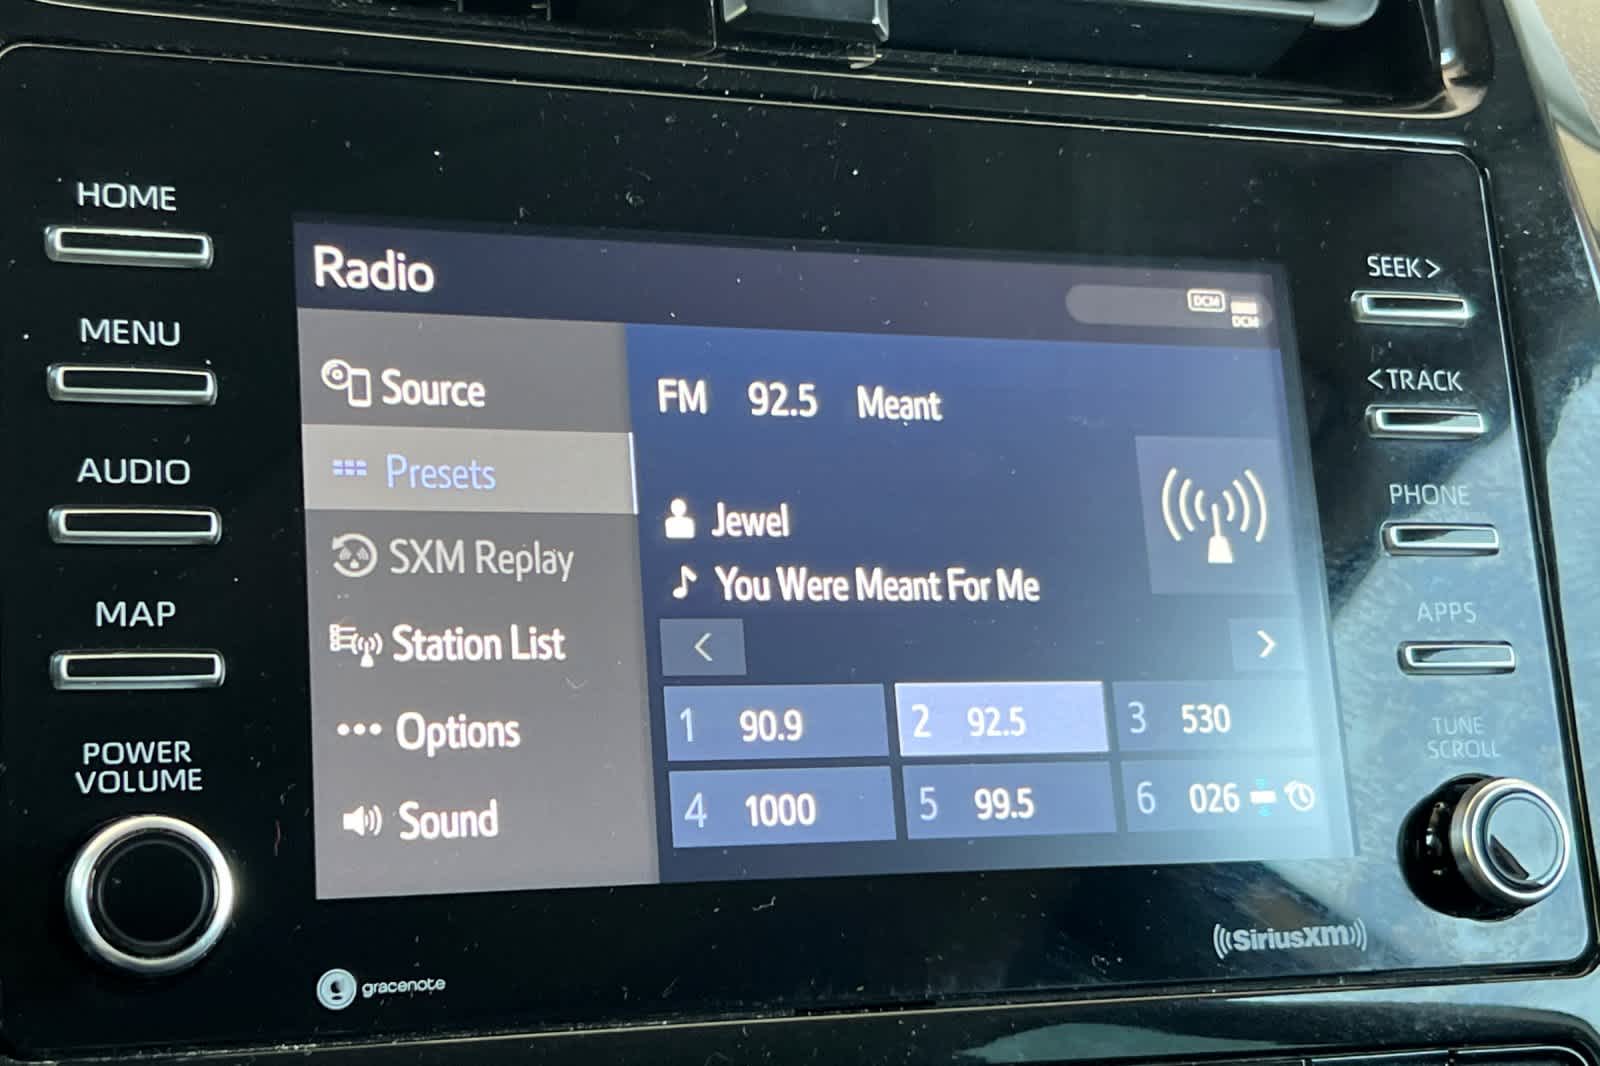 HOME
MENU
AUDIO
MAP
POWER
VOLUME
Radio
DCM
DCM
Source
Presets
SXM Replay
Station List
Options
Sound
FM 92.5 Meant
Jewel
You Were Meant For Me
< >
1 90.9 2 92.5 3 530
4 1000 5 99.5 6 026
SEEK >
< TRACK
PHONE
APPS
TUNE
SCROLL
gracenote
((SiriusXM))